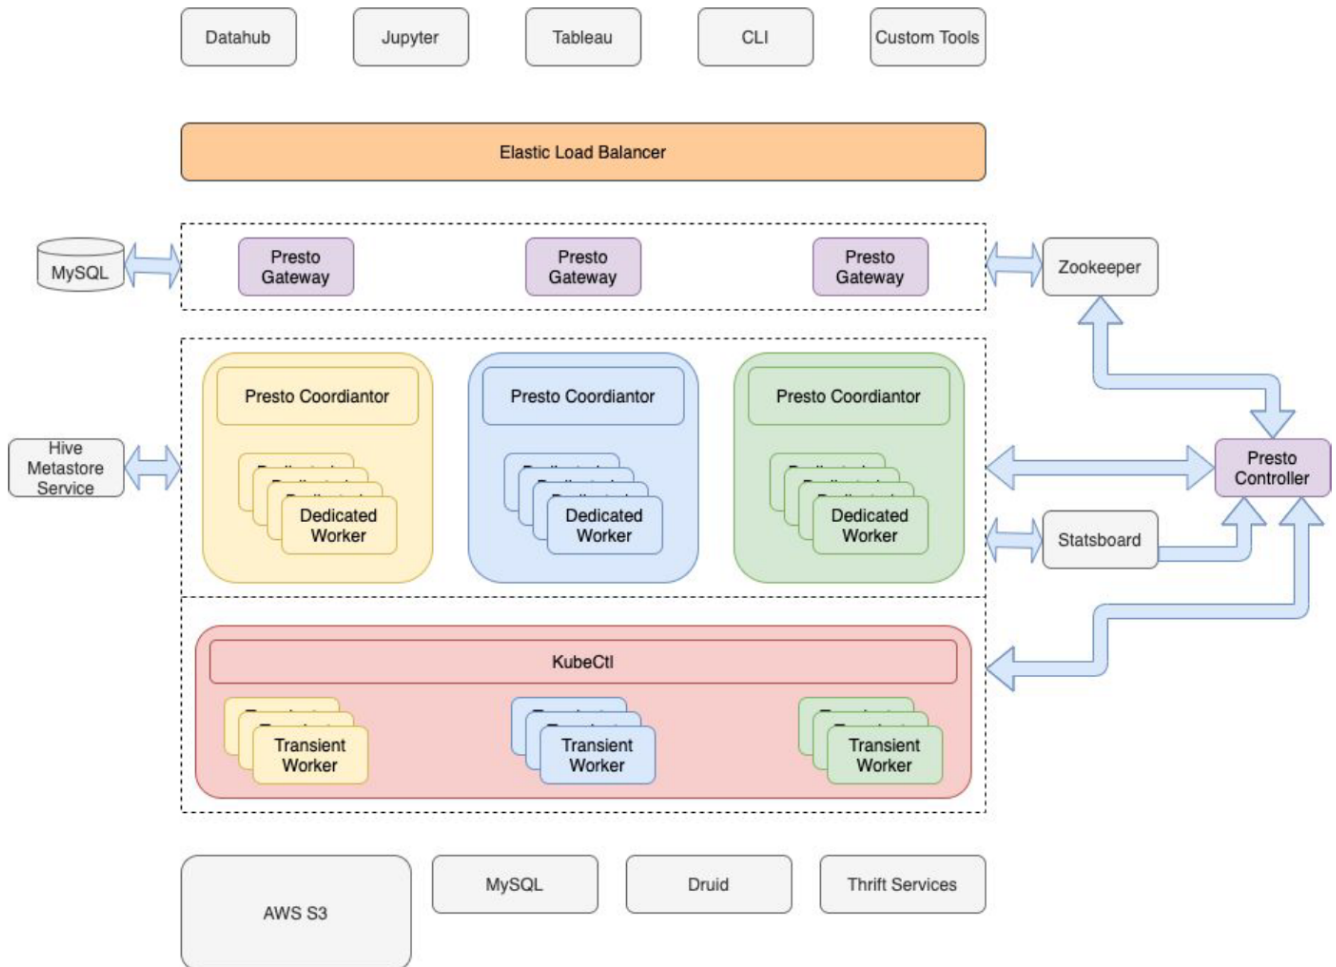 Datahub
Jupyter
Tableau
CLI
Custom Tools
Elastic Load Balancer
MySQL
Presto
Gateway
Presto
Gateway
Presto
Gateway
Zookeeper
Presto Coordiantor
Presto Coordiantor
Presto Coordiantor
Hive
Metastore
Service
Dedicated
Worker
Dedicated
Worker
Dedicated
Worker
Presto
Controller
Statsboard
KubeCtl
Transient
Worker
Transient
Worker
Transient
Worker
AWS S3
MySQL
Druid
Thrift Services